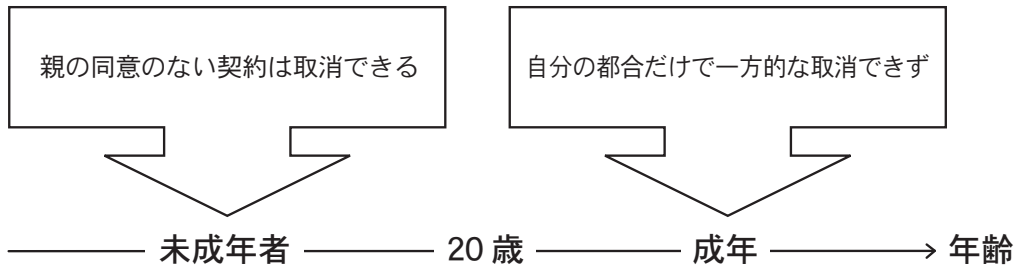 親の同意のない契約は取消できる
自分の都合だけで一方的な取消できず
未成年者 20歳 成年 年齢